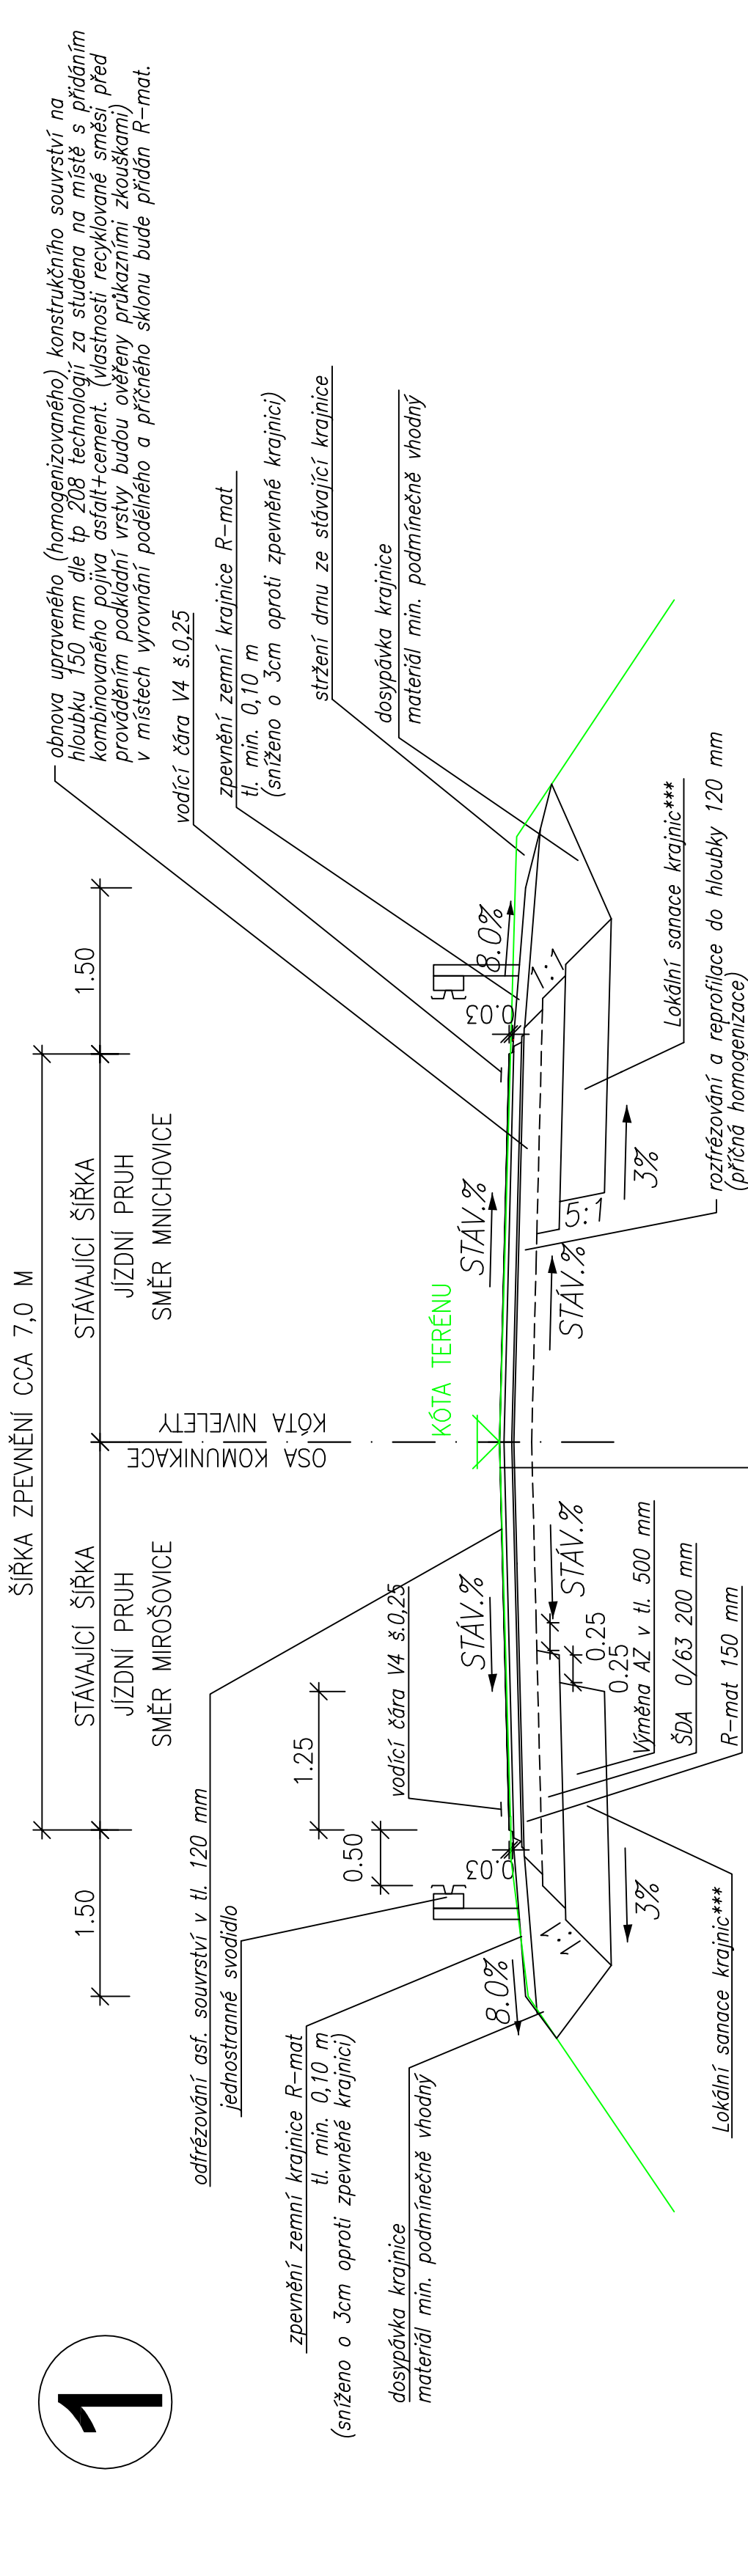 1
ŠÍŘKA ZPEVNĚNÍ CCA 7,0 M
1.50
STÁVAJÍCÍ ŠÍŘKA
JÍZDNÍ PRUH
SMĚR MIROŠOVICE
STÁVAJÍCÍ ŠÍŘKA
JÍZDNÍ PRUH
SMĚR MNICHOVICE
1.50
obnova upraveného (homogenizovaného) konstrukčního souvrství na
hloubku 150 mm dle tp 208 technologií za studena na místě s přidáním
kombinovaného pojiva asfalt+cement. (vlastnosti recyklované směsi před
prováděním podkladní vrstvy budou ověřeny průkazními zkouškami)
v místech vyrovnání podélného a příčného sklonu bude přidán R-mat.
OSA KOMUNIKACE
KÓTA NIVELETY
vodící čára V4 š.0,25
odfrézování asf. souvrství v tl. 120 mm
jednostranné svodidlo
1.25
0.50
zpevnění zemní krajnice R-mat
tl. min. 0,10 m
(sníženo o 3cm oproti zpevněné krajnici)
stržení drnu ze stávající krajnice
zpevnění zemní krajnice R-mat
tl. min. 0,10 m
(sníženo o 3cm oproti zpevněné krajnici)
dosypávka krajnice
materiál min. podmínečně vhodný
vodící čára V4 š.0,25
dosypávka krajnice
materiál min. podmínečně vhodný
KÓTA TERÉNU
8.0%
0.03
STÁV.%
STÁV.%
0.03
8.0%
1:1
STÁV.%
STÁV.%
5:1
1:1
0.25
0.25
3%
3%
Výměna AZ v tl. 500 mm
ŠDA 0/63 200 mm
R-mat 150 mm
Lokální sanace krajnic***
Lokální sanace krajnic***
rozfrézování a reprofilace do hloubky 120 mm
(příčná homogenizace)